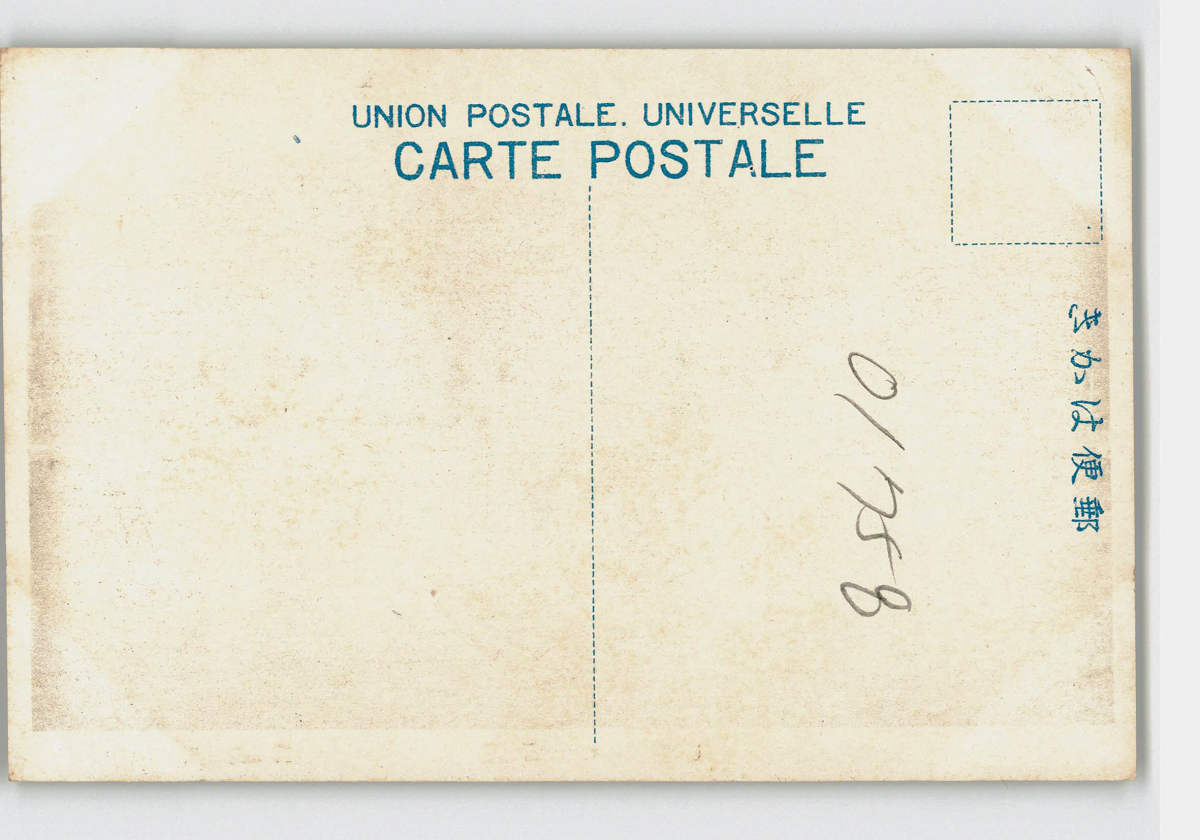 UNION POSTALE. UNIVERSELLE
CARTE POSTALE
郵便はかき
01758